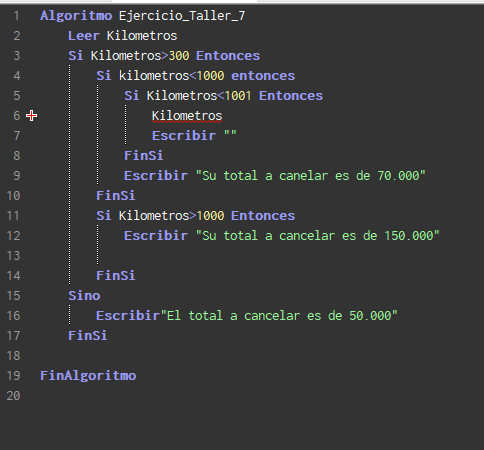 1 Algoritmo Ejercicio_Taller_7
2 Leer Kilometros
3 Si Kilometros>300 Entonces
4 Si kilometros<1000 entonces
5 Si Kilometros<1001 Entonces
6 Kilometros
7 Escribir ""
8 FinSi
9 Escribir "Su total a canelar es de 70.000"
10 FinSi
11 Si Kilometros>1000 Entonces
12 Escribir "Su total a cancelar es de 150.000"
13
14 FinSi
15 Sino
16 Escribir"El total a cancelar es de 50.000"
17 FinSi
18
19 FinAlgoritmo
20